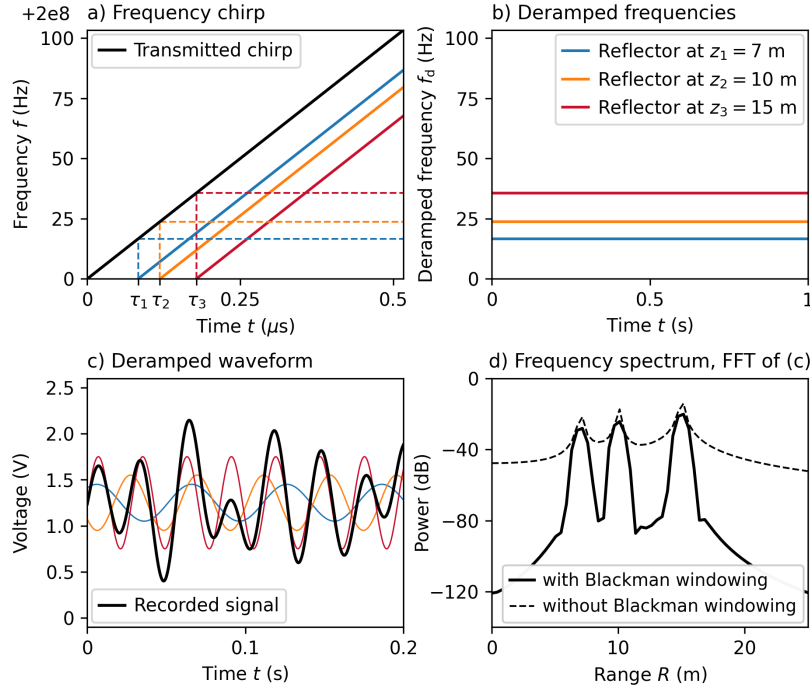 a) Frequency chirp
+2e8
Transmitted chirp
100
75
50
25
0
Frequency f (Hz)
0
τ1
τ2
τ3
0.25
0.5
Time t (μs)
b) Deramped frequencies
Reflector at z1 = 7 m
Reflector at z2 = 10 m
Reflector at z3 = 15 m
100
75
50
25
0
Deramped frequency fd (Hz)
0
0.5
1
Time t (s)
c) Deramped waveform
2.5
2.0
1.5
1.0
0.5
0
Voltage (V)
Recorded signal
0
0.1
0.2
Time t (s)
d) Frequency spectrum, FFT of (c)
0
−40
−80
−120
Power (dB)
with Blackman windowing
without Blackman windowing
0
10
20
Range R (m)